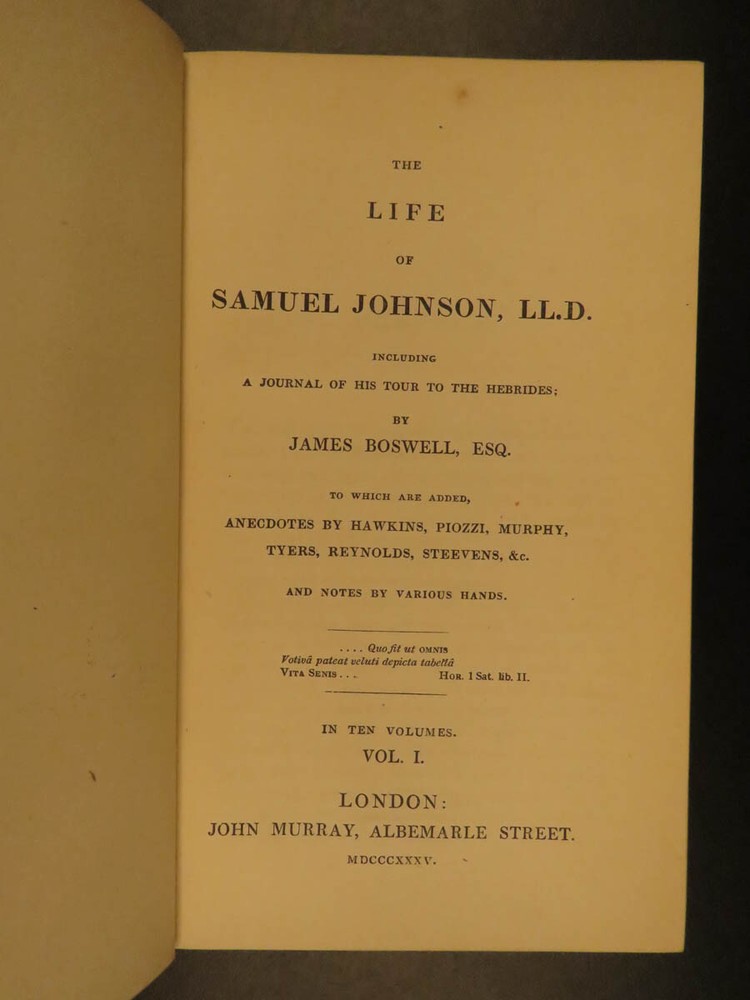 THE
LIFE
OF
SAMUEL JOHNSON, LL.D.
INCLUDING
A JOURNAL OF HIS TOUR TO THE HEBRIDES;
BY
JAMES BOSWELL, ESQ.
TO WHICH ARE ADDED,
ANECDOTES BY HAWKINS, PIOZZI, MURPHY,
TYERS, REYNOLDS, STEEVENS, &c.
AND NOTES BY VARIOUS HANDS.
.... Quo fit ut OMNIS
Votivâ pateat veluti depicta tabellâ
VITA SENIS... HOR. 1 Sat. lib. II.
IN TEN VOLUMES.
VOL. I.
LONDON:
JOHN MURRAY, ALBEMARLE STREET.
MDCCCXXXV.